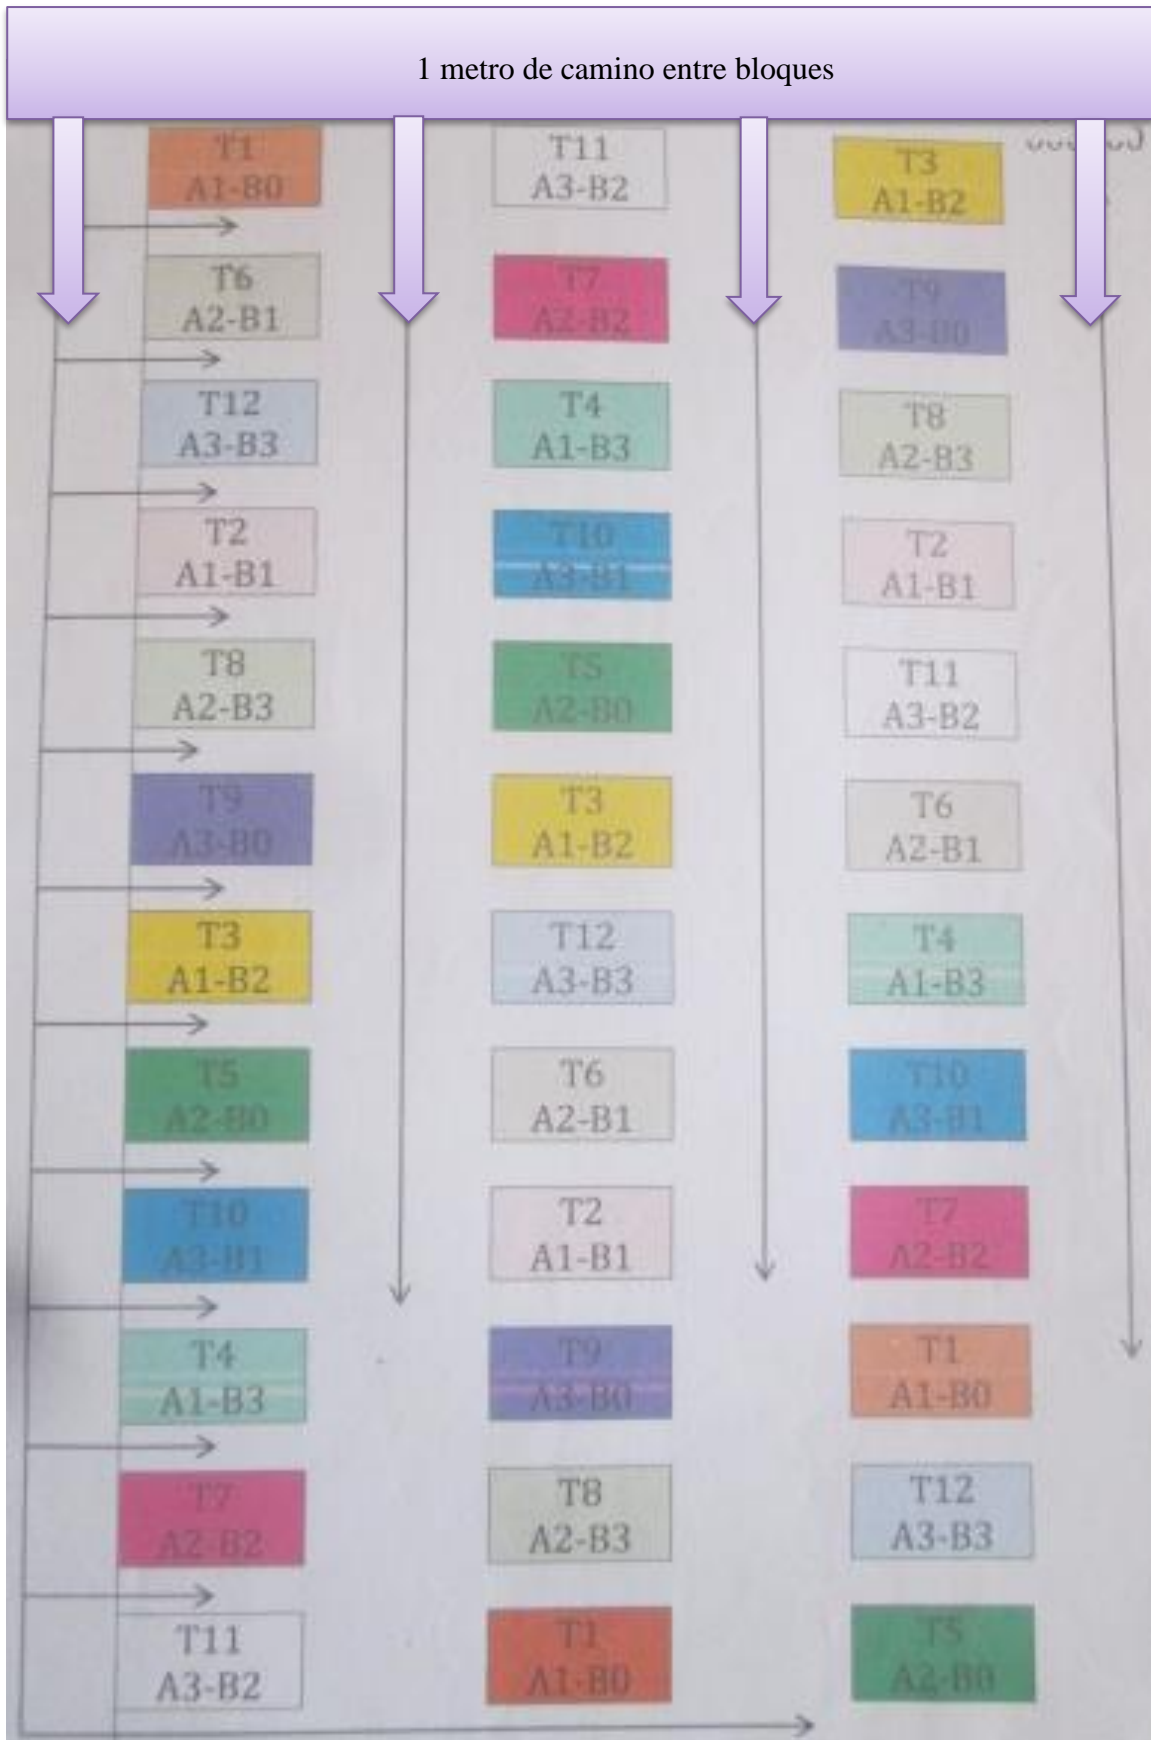 1 metro de camino entre bloques
T1
A1-B0
T11
A3-B2
T3
A1-B2
T6
A2-B1
T7
A2-B2
T9
A3-B0
T12
A3-B3
T4
A1-B3
T8
A2-B3
T2
A1-B1
T10
A3-B1
T2
A1-B1
T8
A2-B3
T5
A2-B0
T11
A3-B2
T9
A3-B0
T3
A1-B2
T6
A2-B1
T3
A1-B2
T12
A3-B3
T4
A1-B3
T5
A2-B0
T6
A2-B1
T10
A3-B1
T10
A3-B1
T2
A1-B1
T7
A2-B2
T4
A1-B3
T9
A3-B0
T1
A1-B0
T7
A2-B2
T8
A2-B3
T12
A3-B3
T11
A3-B2
T1
A1-B0
T5
A2-B0